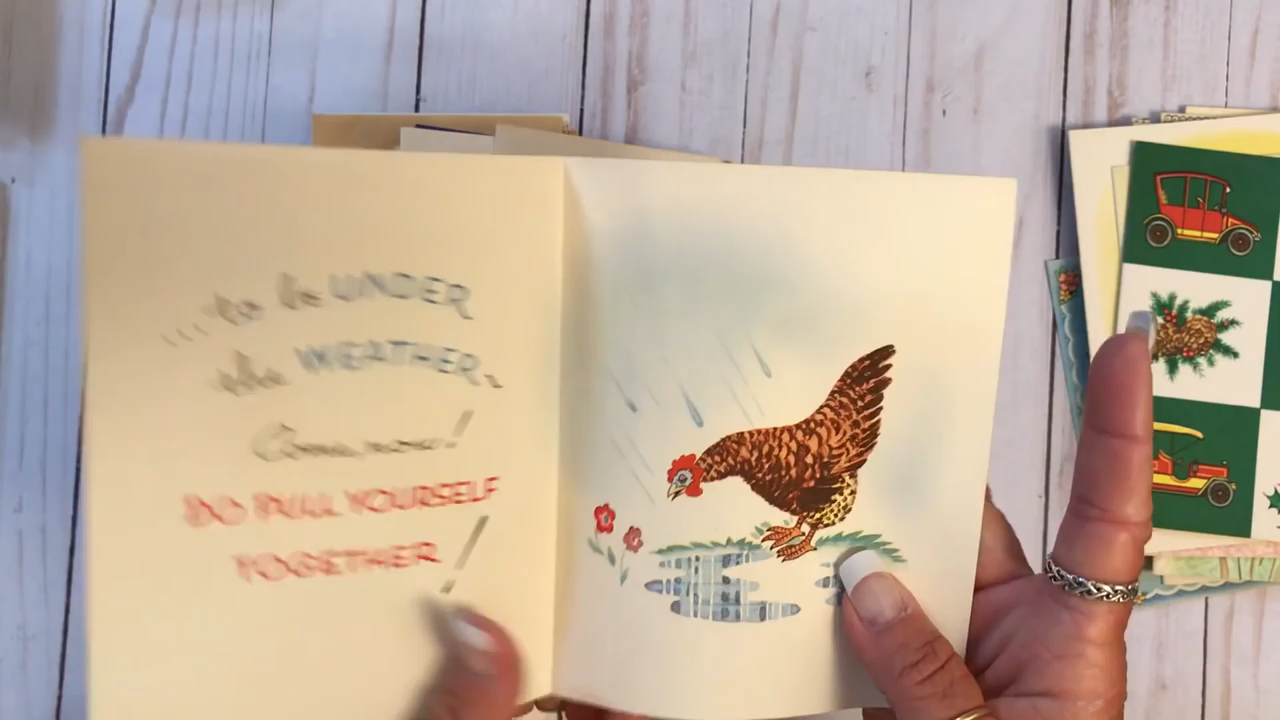 ...to be UNDER
the WEATHER,
Come, now!
DO PULL YOURSELF
TOGETHER!